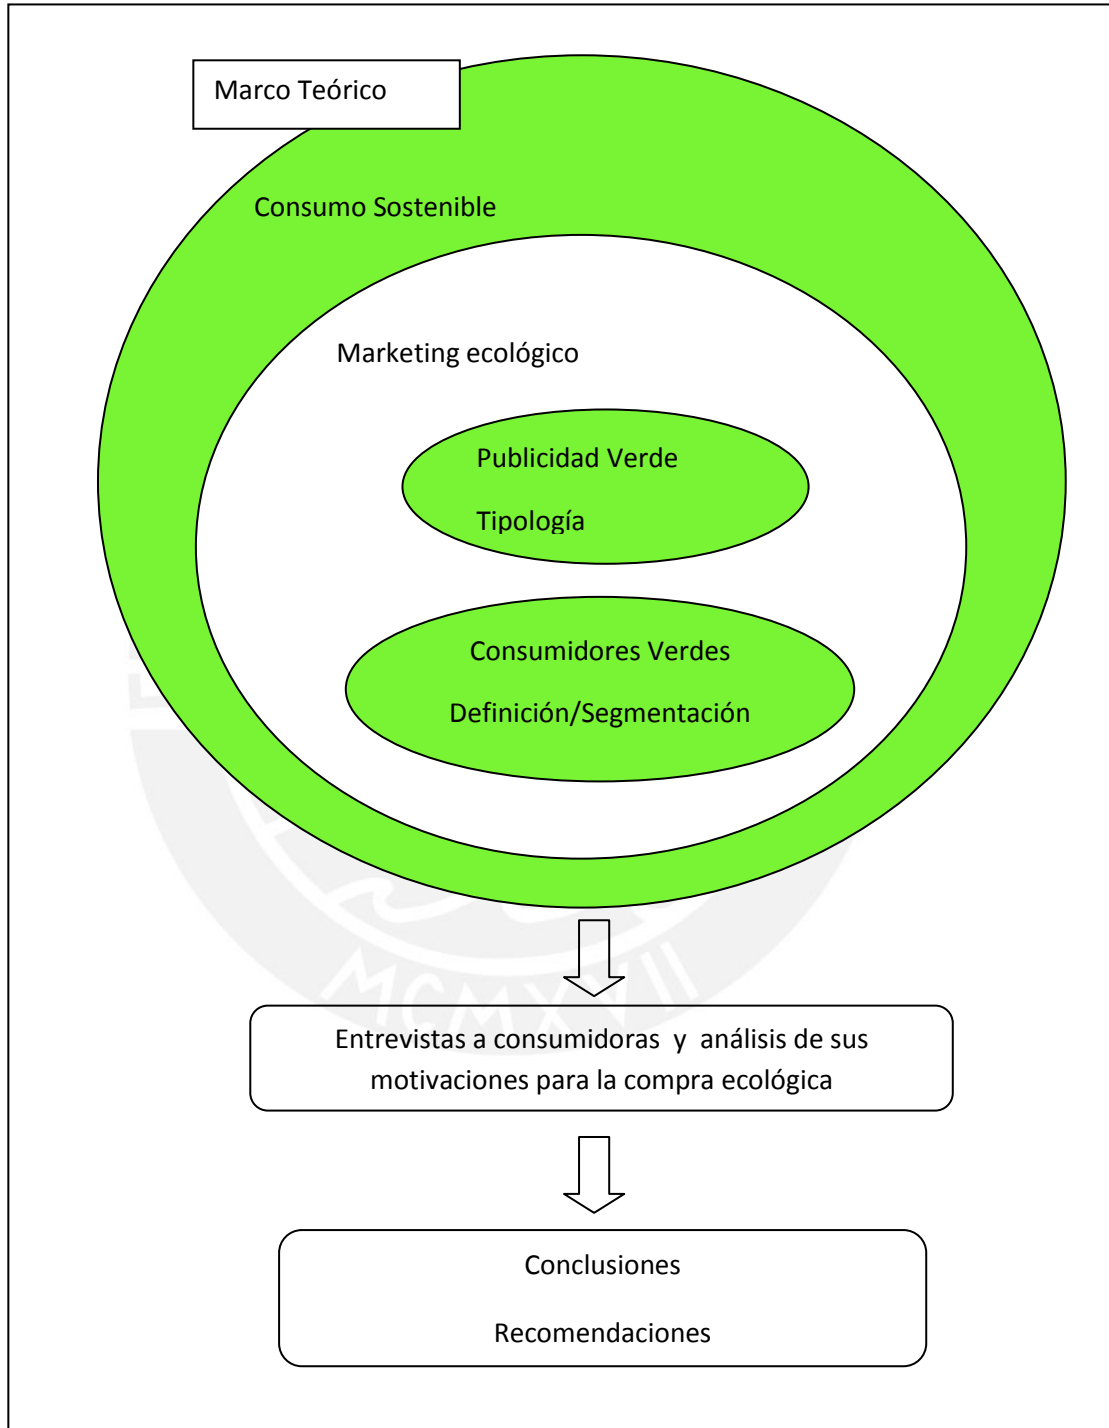 Marco Teórico
Consumo Sostenible
Marketing ecológico
Publicidad Verde
Tipología
Consumidores Verdes
Definición/Segmentación
MCMXVII
Entrevistas a consumidoras y análisis de sus
motivaciones para la compra ecológica
Conclusiones
Recomendaciones